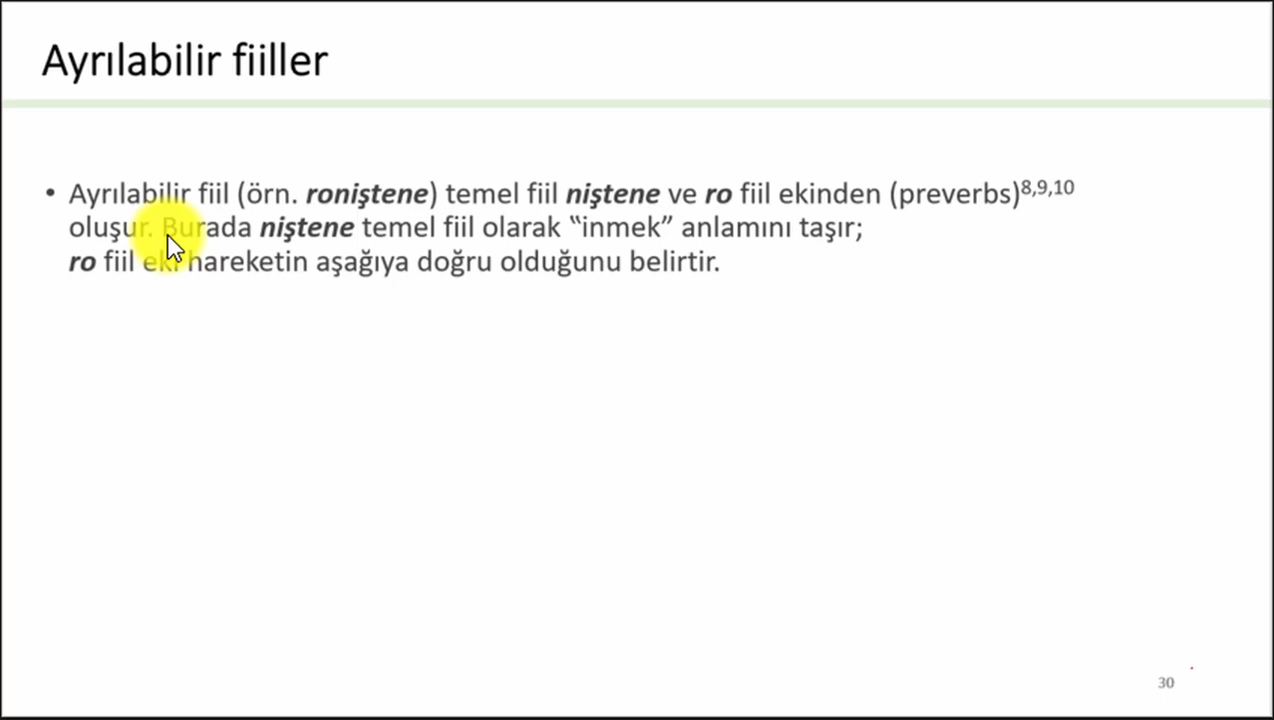 Ayrılabilir fiiller
• Ayrılabilir fiil (örn. roniştene) temel fiil niştene ve ro fiil ekinden (preverbs)8,9,10
oluşur. Burada niştene temel fiil olarak “inmek” anlamını taşır;
ro fiil eki hareketin aşağıya doğru olduğunu belirtir.
30